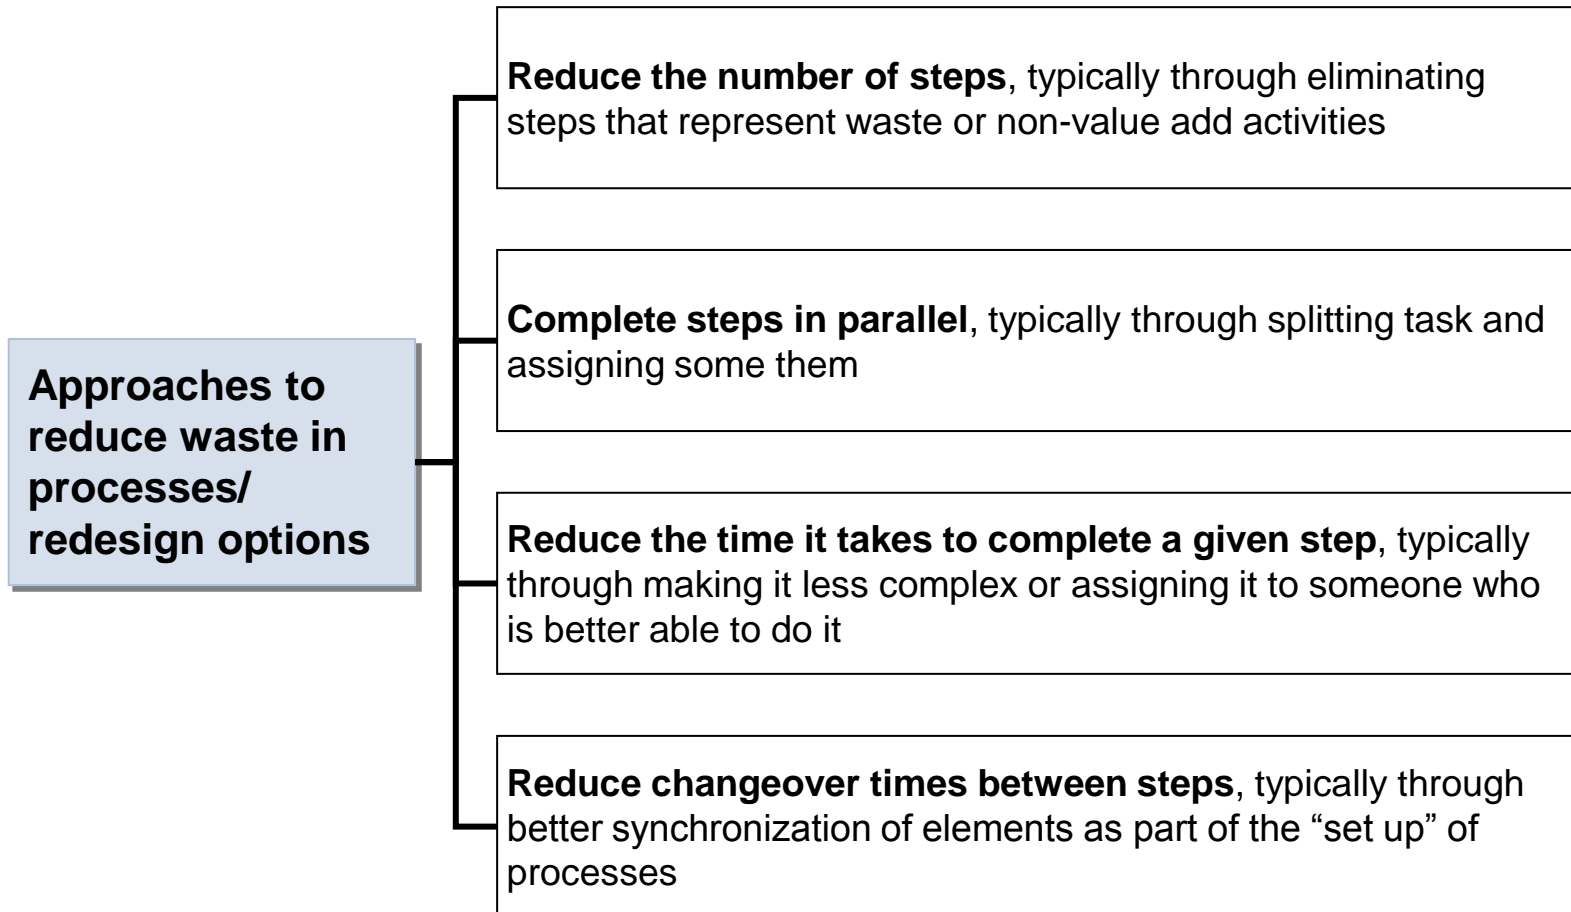 Approaches to
reduce waste in
processes/
redesign options
Reduce the number of steps, typically through eliminating
steps that represent waste or non-value add activities
Complete steps in parallel, typically through splitting task and
assigning some them
Reduce the time it takes to complete a given step, typically
through making it less complex or assigning it to someone who
is better able to do it
Reduce changeover times between steps, typically through
better synchronization of elements as part of the “set up” of
processes